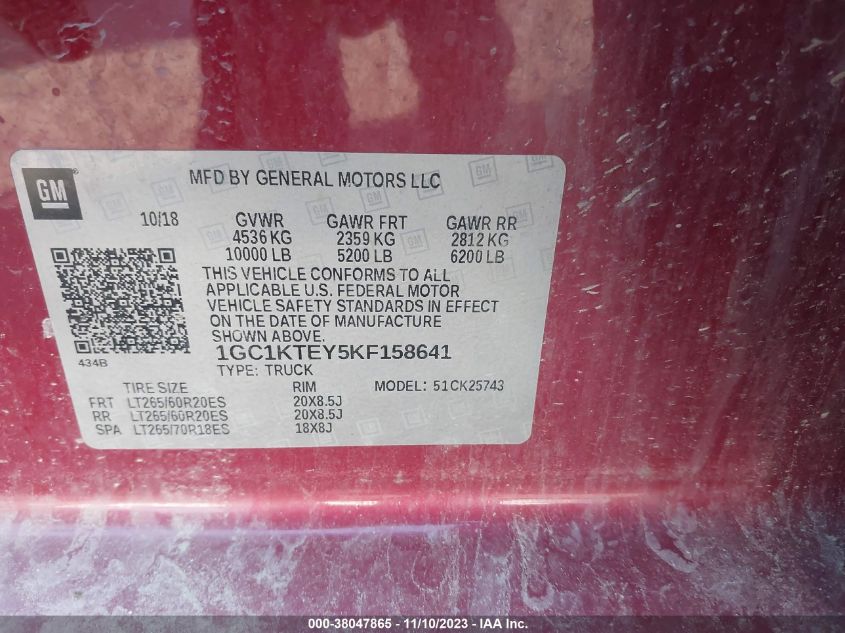 GM
MFD BY GENERAL MOTORS LLC
10/18 GVWR GAWR FRT GAWR RR
4536 KG 2359 KG 2812 KG
10000 LB 5200 LB 6200 LB
THIS VEHICLE CONFORMS TO ALL
APPLICABLE U.S. FEDERAL MOTOR
VEHICLE SAFETY STANDARDS IN EFFECT
ON THE DATE OF MANUFACTURE
SHOWN ABOVE.
434B
1GC1KTEY5KF158641
TYPE: TRUCK
TIRE SIZE RIM MODEL: 51CK25743
FRT LT265/60R20ES 20X8.5J
RR LT265/60R20ES 20X8.5J
SPA LT265/70R18ES 18X8J
000-38047865 - 11/10/2023 - IAA Inc.